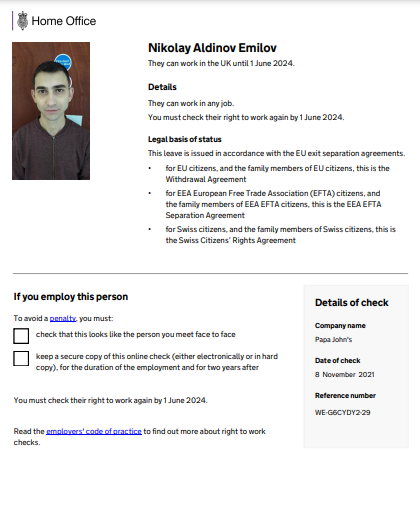 Home Office
Nikolay Aldinov Emilov
They can work in the UK until 1 June 2024.
Details
They can work in any job.
You must check their right to work again by 1 June 2024.
Legal basis of status
This leave is issued in accordance with the EU exit separation agreements.
• for EU citizens, and the family members of EU citizens, this is the
Withdrawal Agreement
• for EEA European Free Trade Association (EFTA) citizens, and
the family members of EEA EFTA citizens, this is the EEA EFTA
Separation Agreement
• for Swiss citizens, and the family members of Swiss citizens, this is
the Swiss Citizens' Rights Agreement
If you employ this person
To avoid a penalty, you must:
check that this looks like the person you meet face to face
keep a secure copy of this online check (either electronically or in hard
copy), for the duration of the employment and for two years after
You must check their right to work again by 1 June 2024.
Read the employers' code of practice to find out more about right to work
checks.
Details of check
Company name
Papa John's
Date of check
8 November 2021
Reference number
WE-G6CYDY2-29